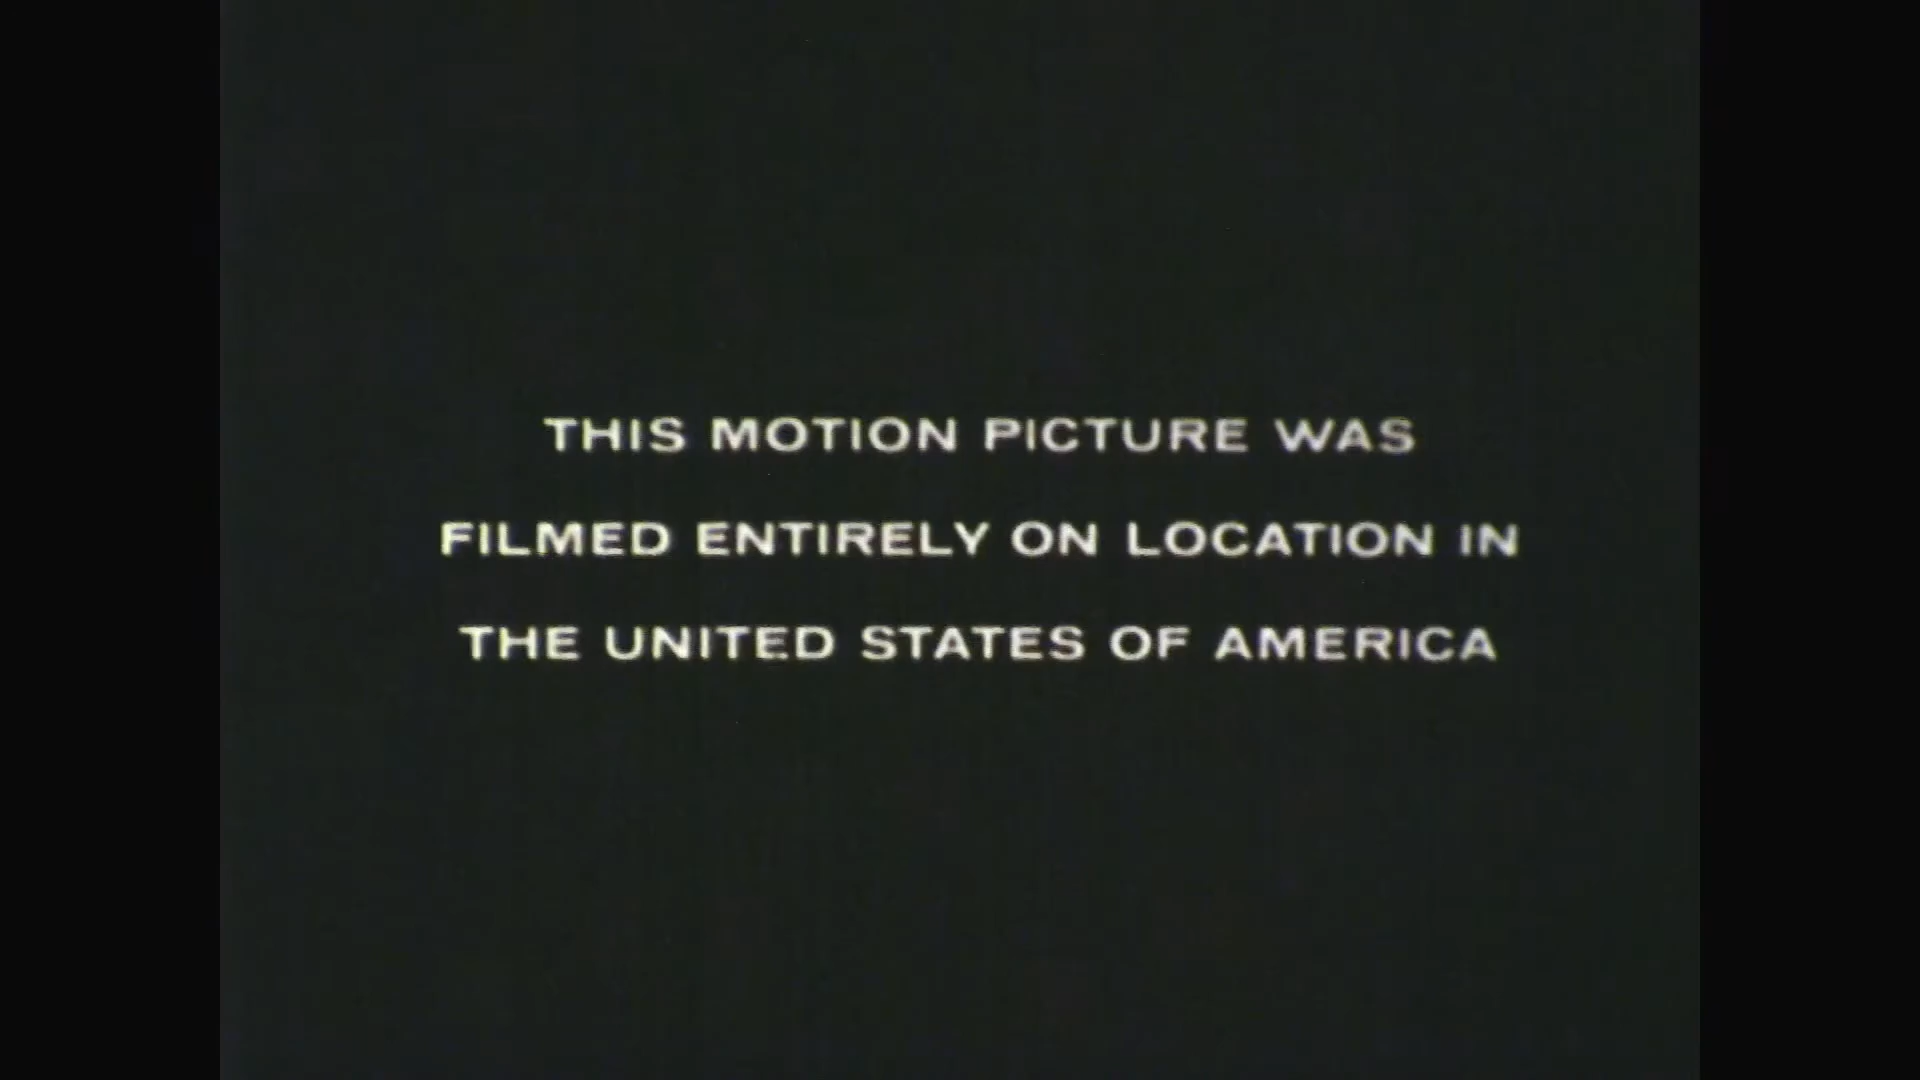 THIS MOTION PICTURE WAS
FILMED ENTIRELY ON LOCATION IN
THE UNITED STATES OF AMERICA